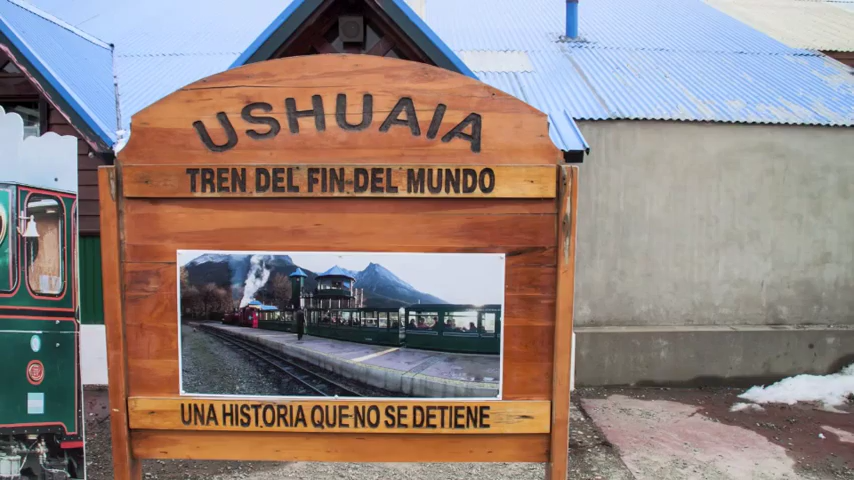 USHUAIA
TREN DEL FIN DEL MUNDO
UNA HISTORIA QUE NO SE DETIENE